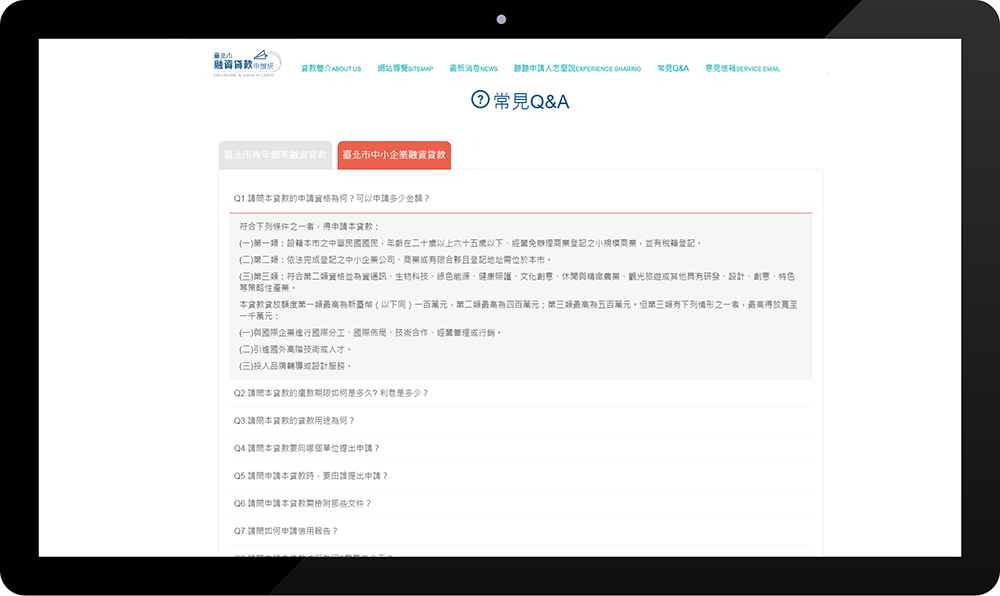 臺北市
融資貸款申辦網
貸款簡介ABOUT US 網站導覽SITEMAP 最新消息NEWS 聽聽申請人怎麼說EXPERIENCE SHARING 常見Q&A 意見信箱SERVICE EMAIL
常見Q&A
臺北市青年創業融資貸款 臺北市中小企業融資貸款
Q1.請問本貸款的申請資格為何？可以申請多少金額？
符合下列條件之一者，得申請本貸款：
(一)第一類：設籍本市之中華民國國民，年齡在二十歲以上六十五歲以下、經營免辦理商業登記之小規模商業，並有稅籍登記。
(二)第二類：依法完成登記之中小企業公司、商業或有限合夥且登記地址需位於本市。
(三)第三類：符合第二類資格並為資通訊、生物科技、綠色能源、健康照護、文化創意、休閒與精緻農業、觀光旅遊或其他具有研發、設計、創意、特色
等策略性產業。
本貸款貸放額度第一類最高為新臺幣（以下同）一百萬元，第二類最高為四百萬元；第三類最高為五百萬元。但第三類有下列情形之一者，最高得放寬至
一千萬元：
(一)與國際企業進行國際分工、國際佈局、技術合作、經營管理或行銷。
(二)引進國外高階技術或人才。
(三)投入品牌輔導或設計服務。
Q2.請問本貸款的還款期限如何是多久? 利息是多少？
Q3.請問本貸款的貸款用途為何？
Q4.請問本貸款要向哪個單位提出申請？
Q5.請問申請本貸款時，要由誰提出申請？
Q6.請問申請本貸款需檢附那些文件？
Q7.請問如何申請信用報告？